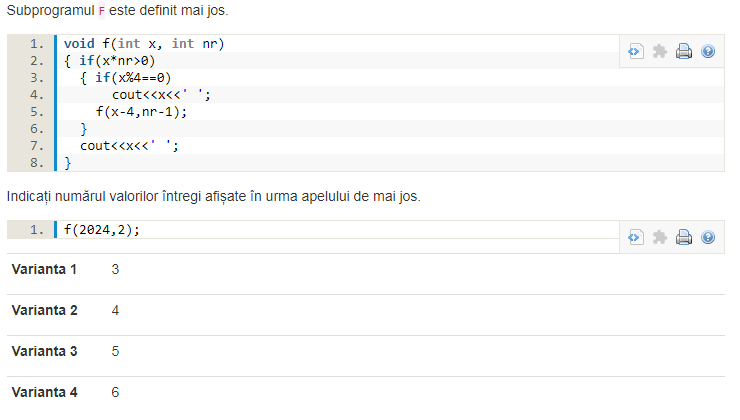 Subprogramul F este definit mai jos.
1. void f(int x, int nr)
2. { if(x*nr>0)
3. { if(x%4==0)
4. cout<<x<<' ';
5. f(x-4,nr-1);
6. }
7. cout<<x<<' ';
8. }
Indicați numărul valorilor întregi afișate în urma apelului de mai jos.
1. f(2024,2);
Varianta 1 3
Varianta 2 4
Varianta 3 5
Varianta 4 6